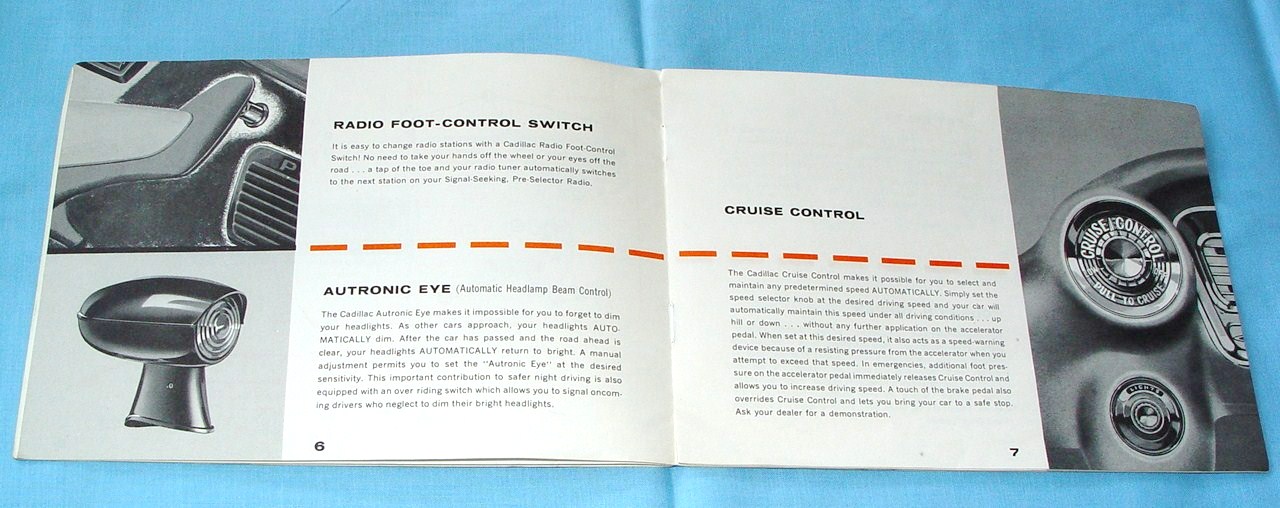 RADIO FOOT-CONTROL SWITCH
It is easy to change radio stations with a Cadillac Radio Foot-Control
Switch! No need to take your hands off the wheel or your eyes off the
road . . . a tap of the toe and your radio tuner automatically switches
to the next station on your Signal-Seeking, Pre-Selector Radio.
P
AUTRONIC EYE (Automatic Headlamp Beam Control)
The Cadillac Autronic Eye makes it impossible for you to forget to dim
your headlights. As other cars approach, your headlights AUTO-
MATICALLY dim. After the car has passed and the road ahead is
clear, your headlights AUTOMATICALLY return to bright. A manual
adjustment permits you to set the "Autronic Eye" at the desired
sensitivity. This important contribution to safer night driving is also
equipped with an over riding switch which allows you to signal oncom-
ing drivers who neglect to dim their bright headlights.
6
CRUISE CONTROL
The Cadillac Cruise Control makes it possible for you to select and
maintain any predetermined speed AUTOMATICALLY. Simply set the
speed selector knob at the desired driving speed and your car will
automatically maintain this speed under all driving conditions . . . up
hill or down . . . without any further application on the accelerator
pedal. When set at this desired speed, it also acts as a speed-warning
device because of a resisting pressure from the accelerator when you
attempt to exceed that speed. In emergencies, additional foot pres-
sure on the accelerator pedal immediately releases Cruise Control and
allows you to increase driving speed. A touch of the brake pedal also
overrides Cruise Control and lets you bring your car to a safe stop.
Ask your dealer for a demonstration.
7
CRUISE CONTROL
PULL TO CRUISE
LIGHTS